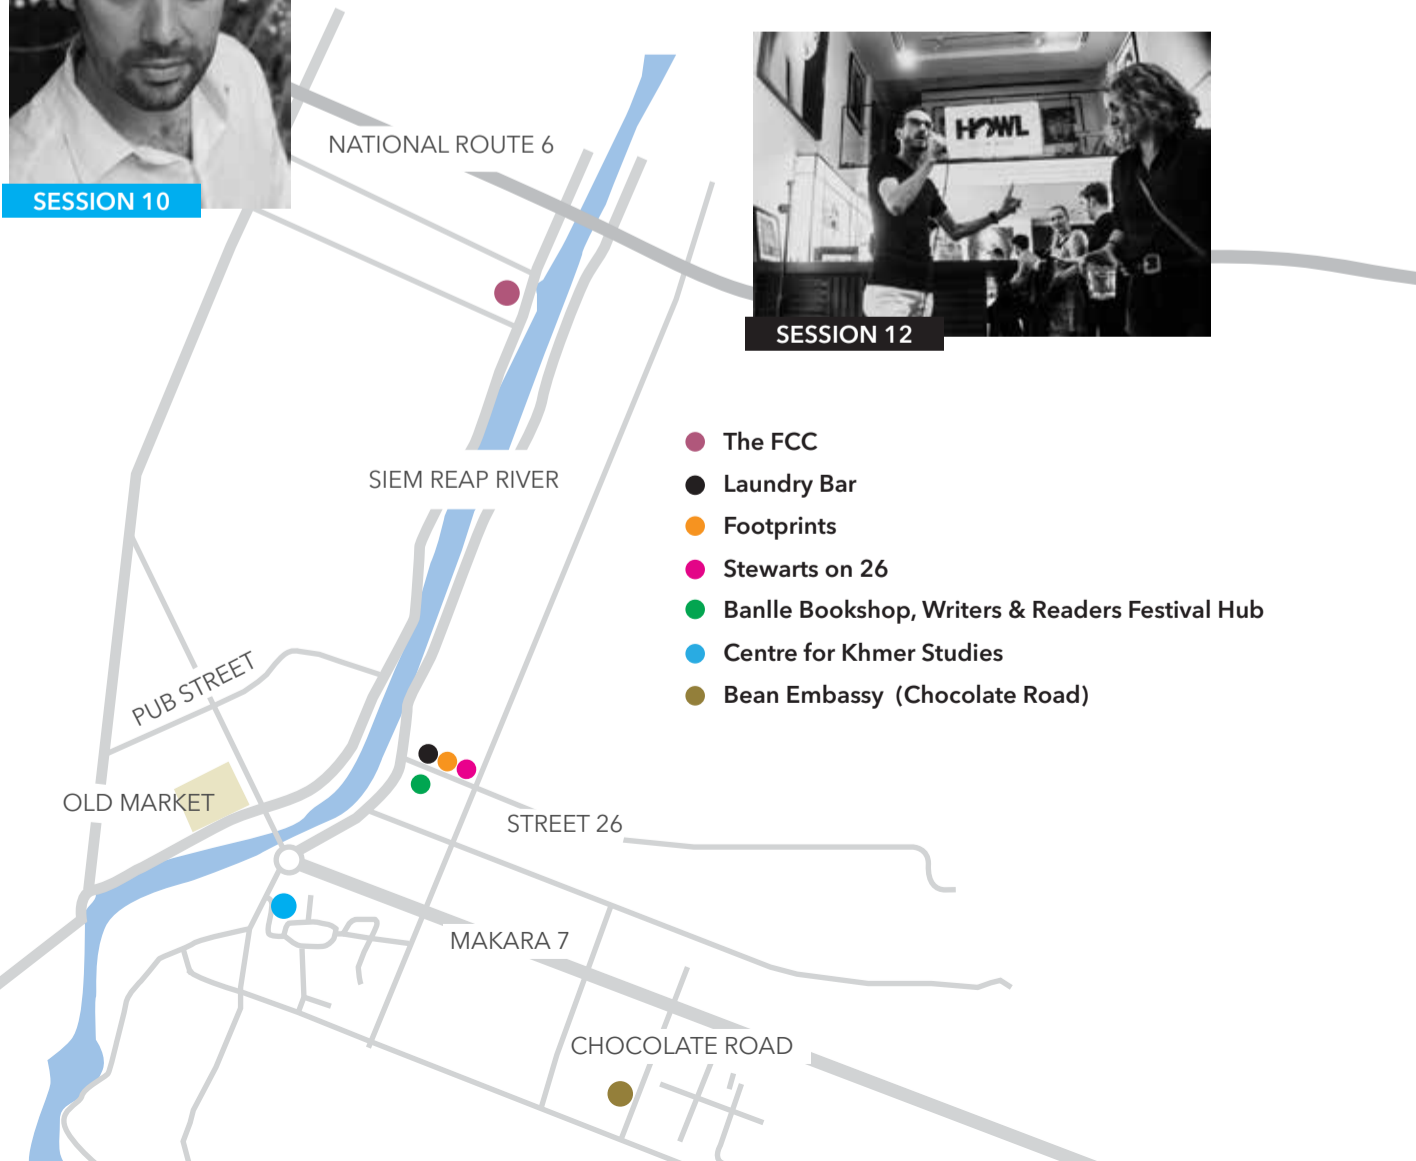 NATIONAL ROUTE 6
SESSION 10
HOWL
SESSION 12
The FCC
Laundry Bar
Footprints
Stewarts on 26
Banlle Bookshop, Writers & Readers Festival Hub
Centre for Khmer Studies
Bean Embassy (Chocolate Road)
SIEM REAP RIVER
PUB STREET
OLD MARKET
STREET 26
MAKARA 7
CHOCOLATE ROAD